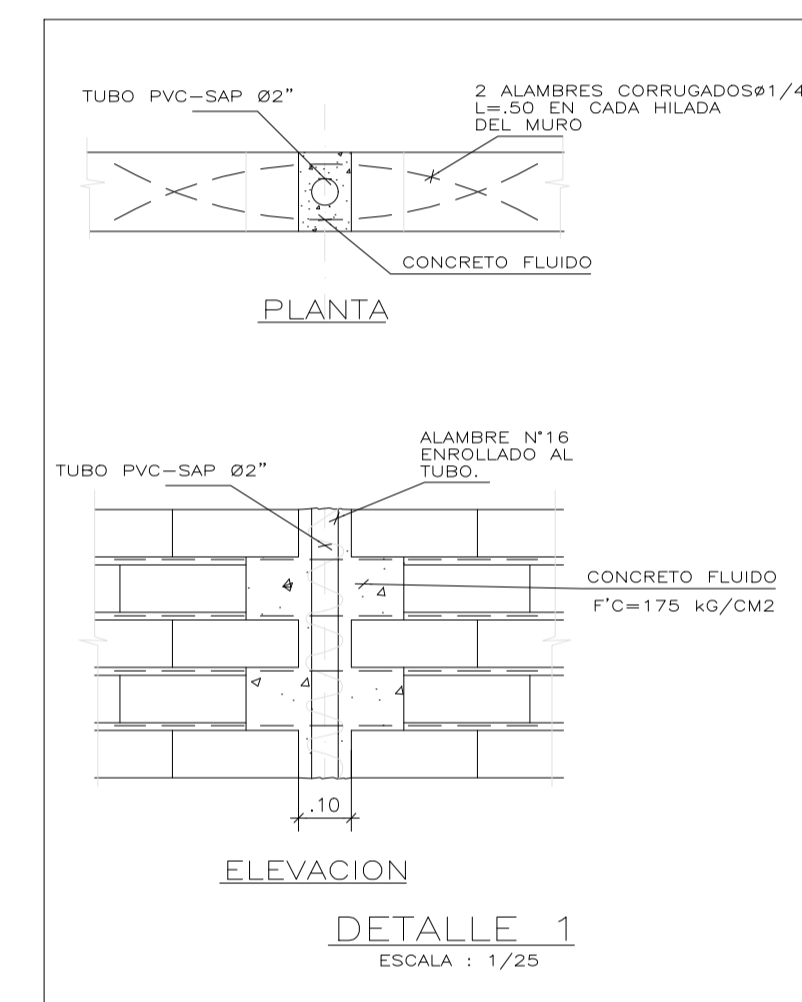 TUBO PVC-SAP Ø2"
2 ALAMBRES CORRUGADOSØ1/4
L=.50 EN CADA HILADA
DEL MURO
CONCRETO FLUIDO
PLANTA
ALAMBRE N°16
ENROLLADO AL
TUBO.
TUBO PVC-SAP Ø2"
CONCRETO FLUIDO
F'C=175 kG/CM2
.10
ELEVACION
DETALLE 1
ESCALA : 1/25